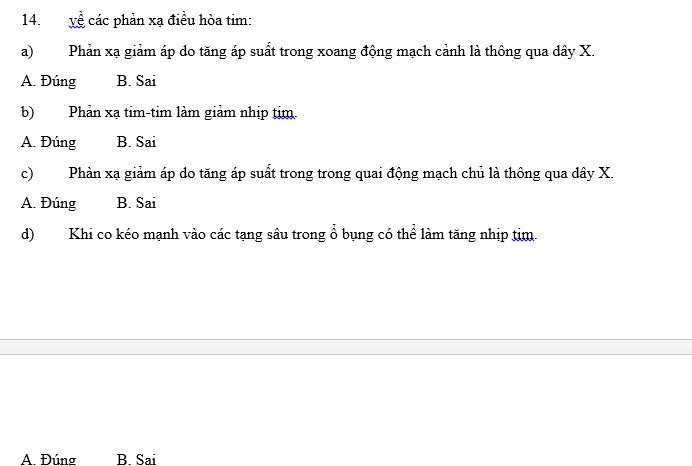 14. về các phản xạ điều hòa tim:
a) Phản xạ giảm áp do tăng áp suất trong xoang động mạch cảnh là thông qua dây X.
A. Đúng B. Sai
b) Phản xạ tim-tim làm giảm nhịp tim.
A. Đúng B. Sai
c) Phàn xạ giảm áp do tăng áp suất trong trong quai động mạch chủ là thông qua dây X.
A. Đúng B. Sai
d) Khi co kéo mạnh vào các tạng sâu trong ổ bụng có thể làm tăng nhịp tim.
A. Đúng B. Sai